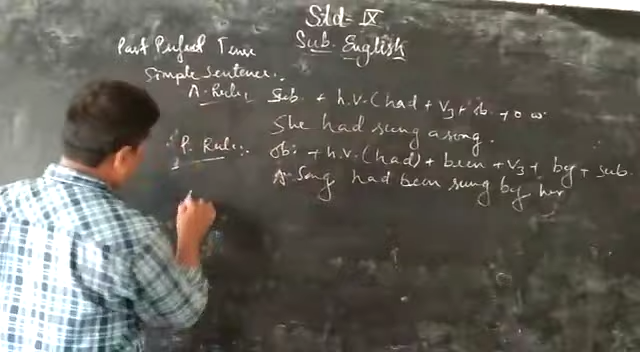 Std - IX
Sub. English
Past Perfect Tense
Simple sentence:.
A. Rule:. Sub. + h.v. (had + V3 + ob. + o w.
She had sung a song.
P. Rule:. Obj + h.v. (had) + been + V3 + by + sub.
A song had been sung by her